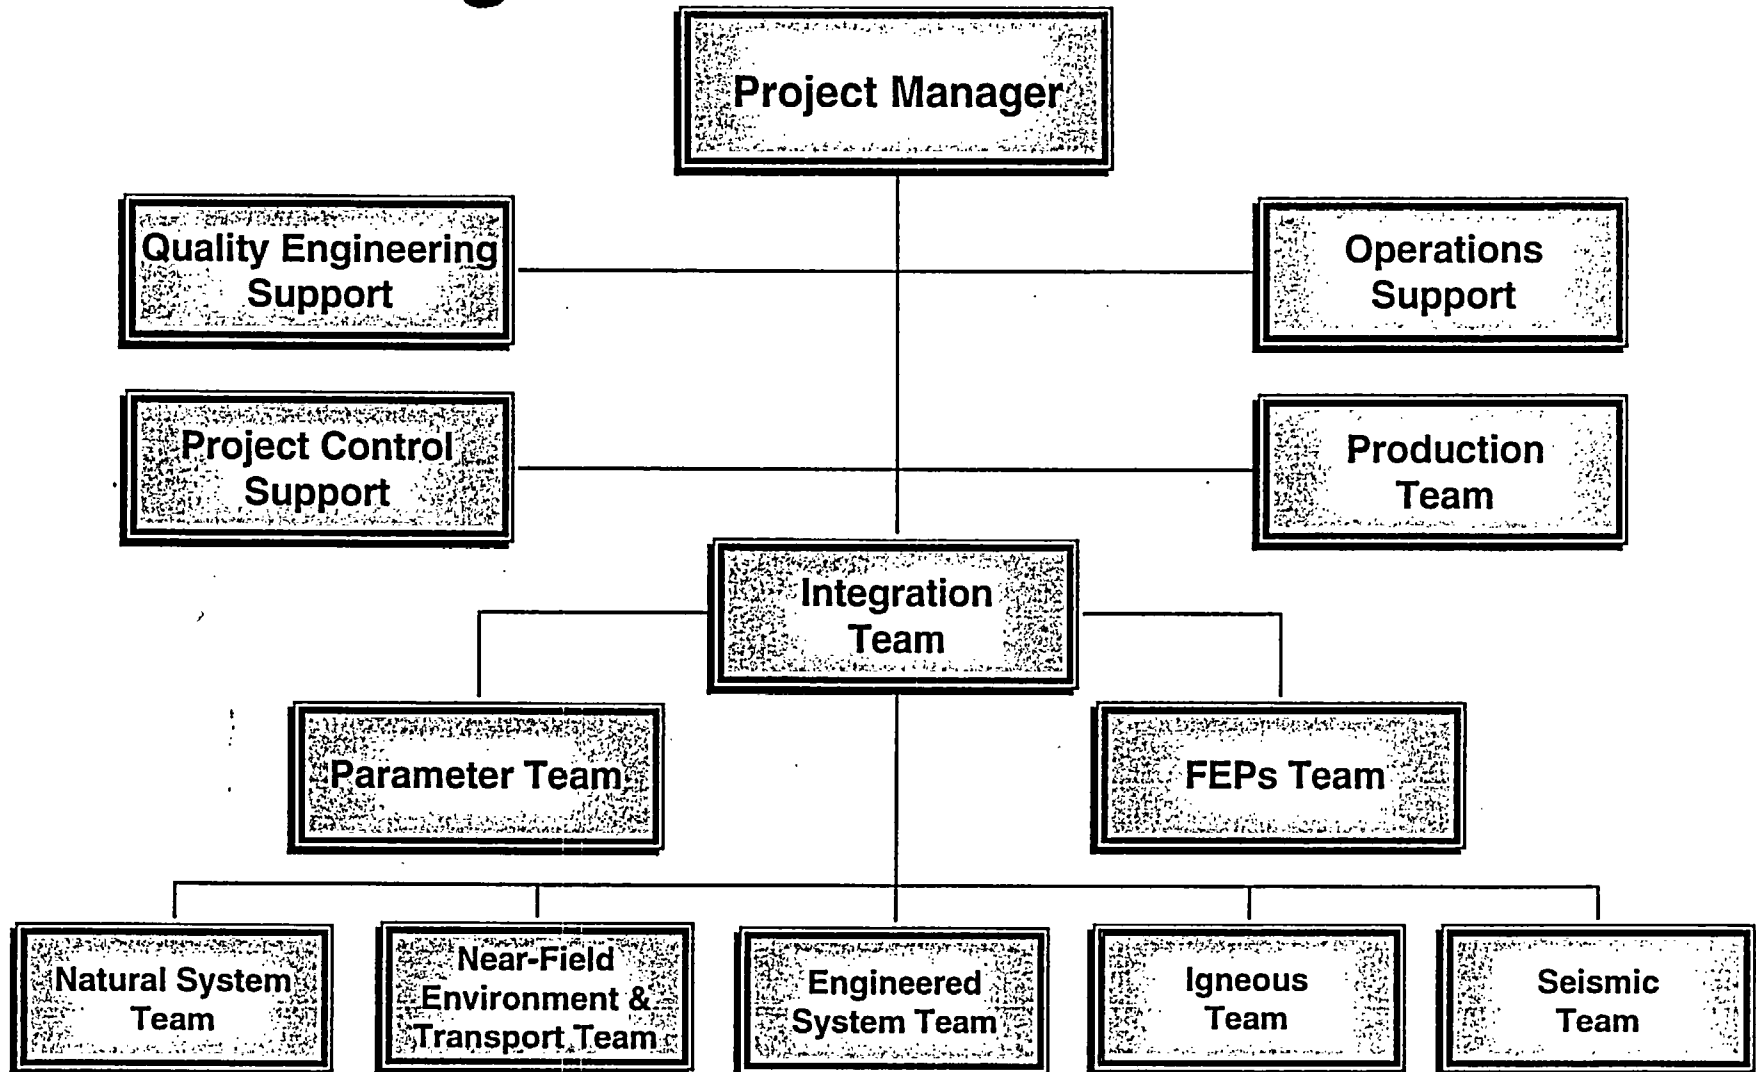 Project Manager
Quality Engineering
Support
Operations
Support
Project Control
Support
Production
Team
Integration
Team
Parameter Team
FEPs Team
Natural System
Team
Near-Field
Environment &
Transport Team
Engineered
System Team
Igneous
Team
Seismic
Team